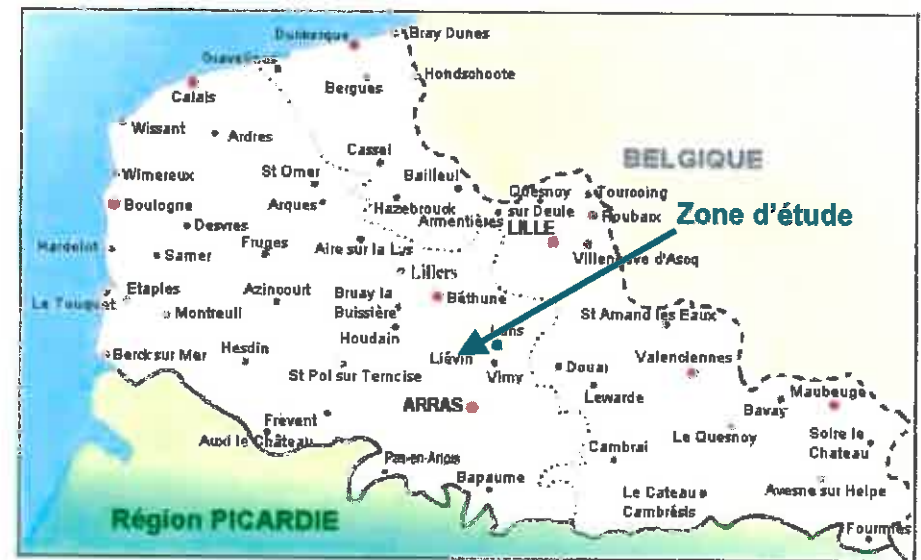 Dunkerque
Bray Dunes
Gravelines
Hondschoote
Bergues
Calais
Wissant
Ardres
Cassel
BELGIQUE
Wimereux
St Omer
Bailleul
Quesnoy
sur Deule
Tourcoing
Boulogne
Arques
Hazebrouck
Armentières
LILLE
Roubaix
Zone d'étude
Desvres
Hardelot
Samer
Fruges
Aire sur la Lys
Villeneuve d'Ascq
Lillers
Le Touquet
Etaples
Azincourt
Bruay la
Buissière
Béthune
Montreuil
St Amand les Eaux
Houdain
Lens
Berck sur Mer
Hesdin
Liévin
Vimy
Douai
Valenciennes
St Pol sur Ternoise
Lewarde
Maubeuge
ARRAS
Bavay
Frévent
Auxi le Château
Cambrai
Le Quesnoy
Solre le
Chateau
Pas-en-Artois
Bapaume
Le Cateau
Cambrésis
Avesne sur Helpe
Région PICARDIE
Fourmies